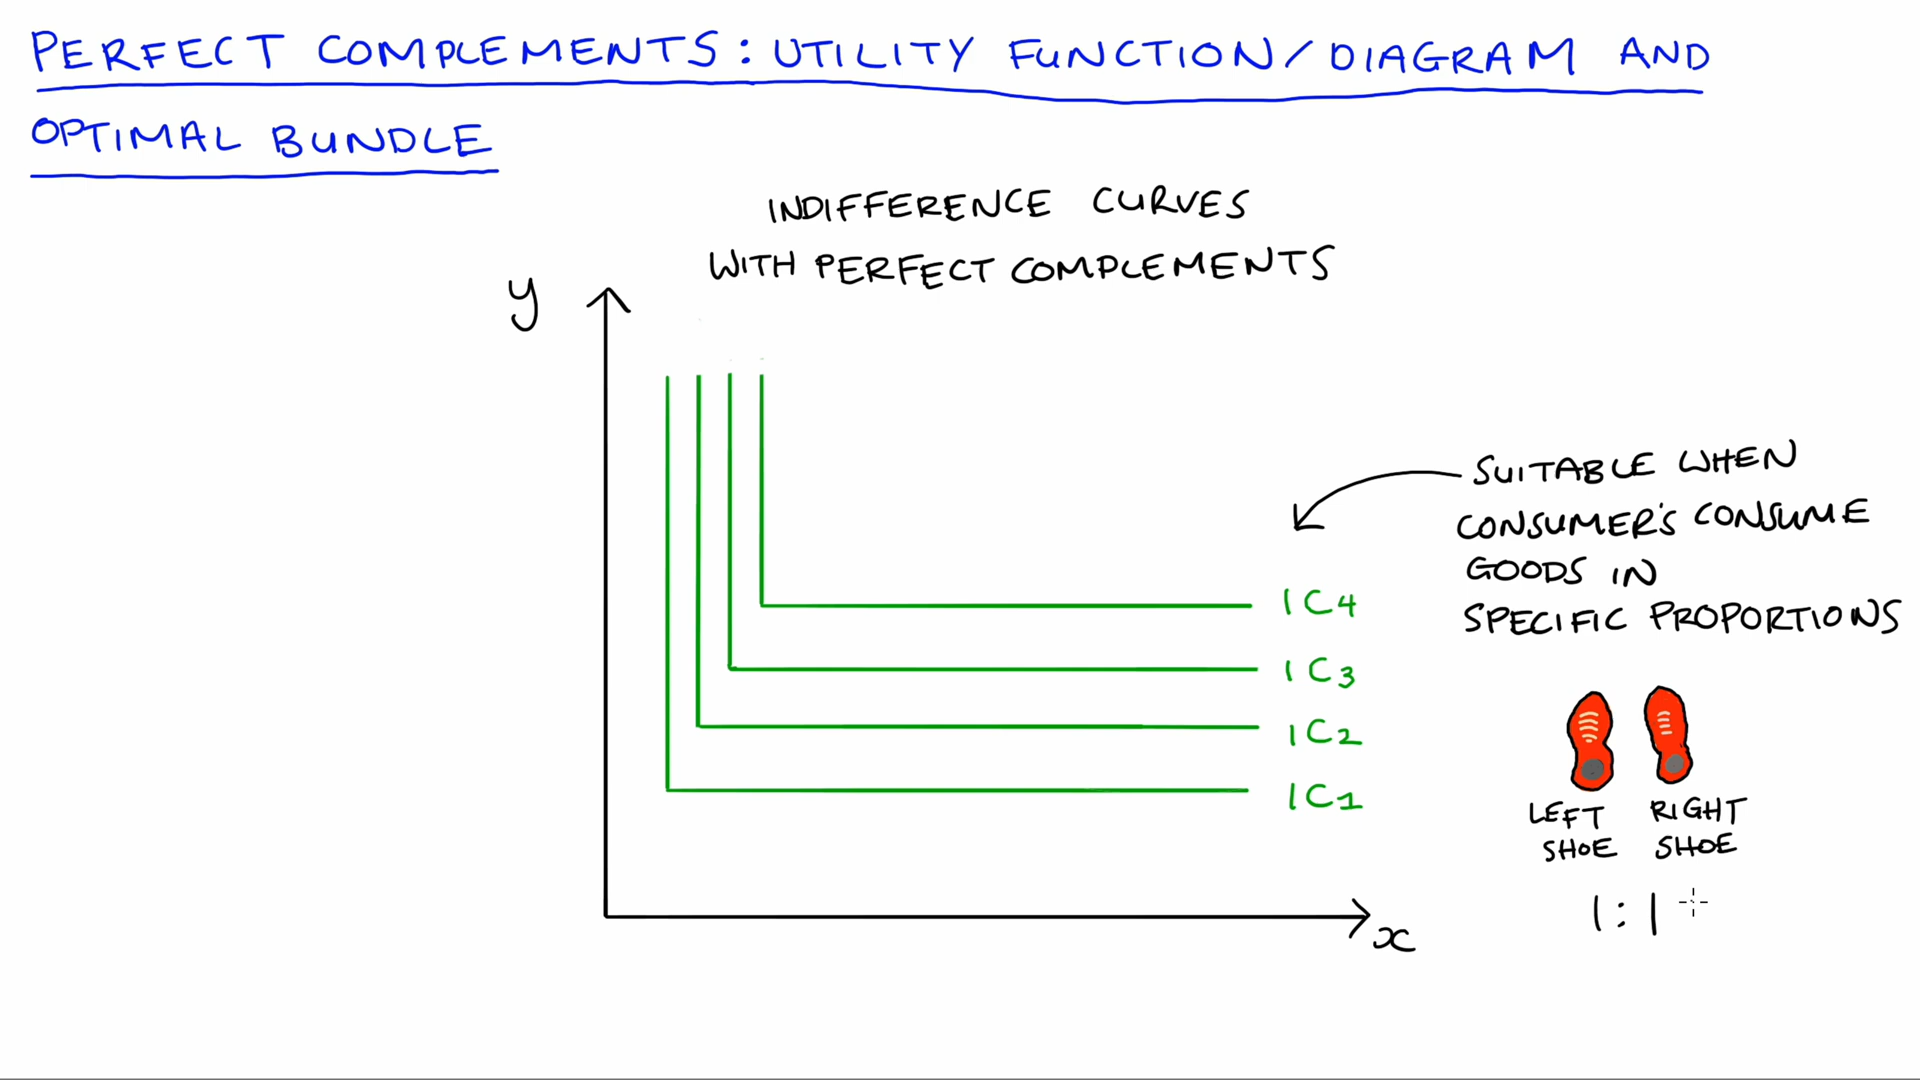 PERFECT COMPLEMENTS: UTILITY FUNCTION/DIAGRAM AND
OPTIMAL BUNDLE
INDIFFERENCE CURVES
WITH PERFECT COMPLEMENTS
y
SUITABLE WHEN
CONSUMER'S CONSUME
GOODS IN
SPECIFIC PROPORTIONS
IC4
IC3
IC2
IC1
x
LEFT SHOE
RIGHT SHOE
1:1